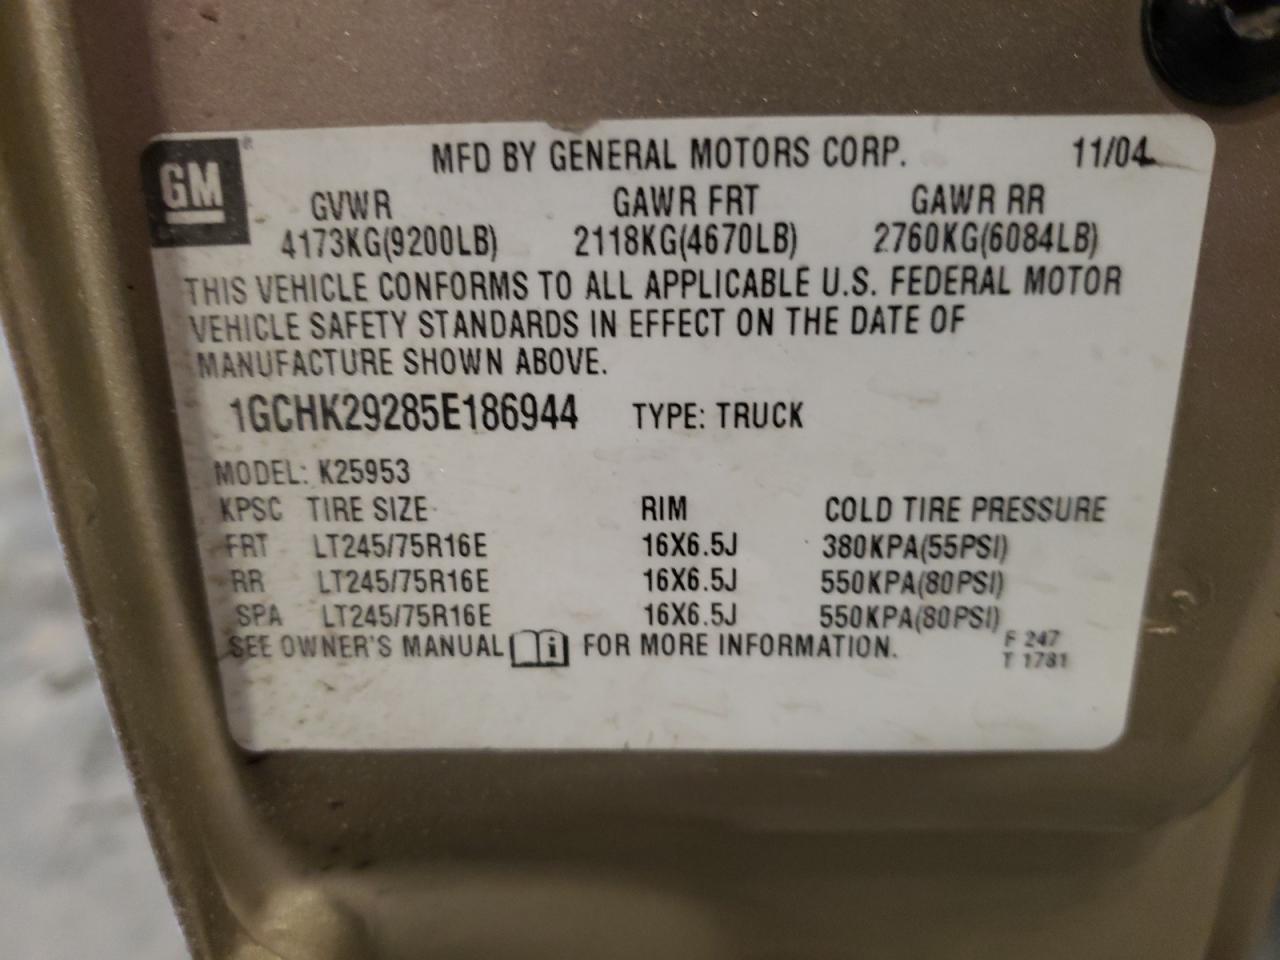 GM
MFD BY GENERAL MOTORS CORP. 11/04
GVWR GAWR FRT GAWR RR
4173KG(9200LB) 2118KG(4670LB) 2760KG(6084LB)
THIS VEHICLE CONFORMS TO ALL APPLICABLE U.S. FEDERAL MOTOR
VEHICLE SAFETY STANDARDS IN EFFECT ON THE DATE OF
MANUFACTURE SHOWN ABOVE.
1GCHK29285E186944 TYPE: TRUCK
MODEL: K25953
KPSC TIRE SIZE RIM COLD TIRE PRESSURE
FRT LT245/75R16E 16X6.5J 380KPA(55PSI)
RR LT245/75R16E 16X6.5J 550KPA(80PSI)
SPA LT245/75R16E 16X6.5J 550KPA(80PSI)
SEE OWNER'S MANUAL i FOR MORE INFORMATION.
F 247
T 1781